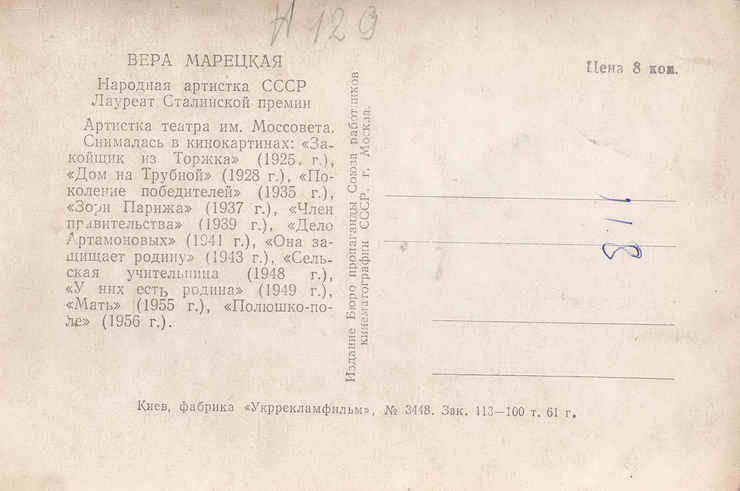 А 129
ВЕРА МАРЕЦКАЯ
Народная артистка СССР
Лауреат Сталинской премии
Артистка театра им. Моссовета.
Снималась в кинокартинах: «За-
койщик из Торжка» (1925 г.),
«Дом на Трубной» (1928 г.), «По-
коление победителей» (1935 г.),
«Зори Парижа» (1937 г.), «Член
правительства» (1939 г.), «Дело
Артамоновых» (1941 г.), «Она за-
щищает родину» (1943 г.), «Сель-
ская учительница (1948 г.),
«У них есть родина» (1949 г.),
«Мать» (1955 г.), «Полюшко-по-
ле» (1956 г.).
Издание Бюро пропаганды Союза работников
кинематографии СССР. г. Москва.
Цена 8 коп.
Киев, фабрика «Укррекламфильм», № 3448. Зак. 113—100 т. 61 г.